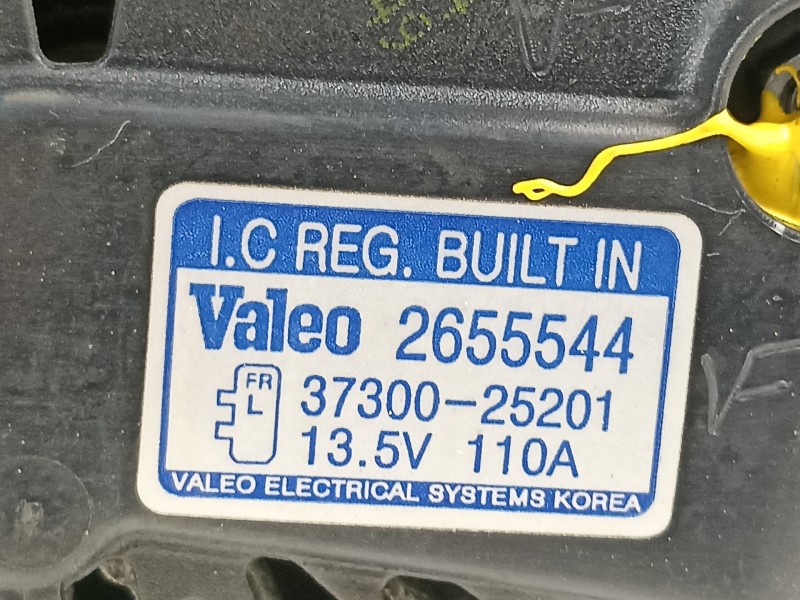 I.C REG. BUILT IN
Valeo 2655544
FR
L 37300-25201
13.5V 110A
VALEO ELECTRICAL SYSTEMS KOREA